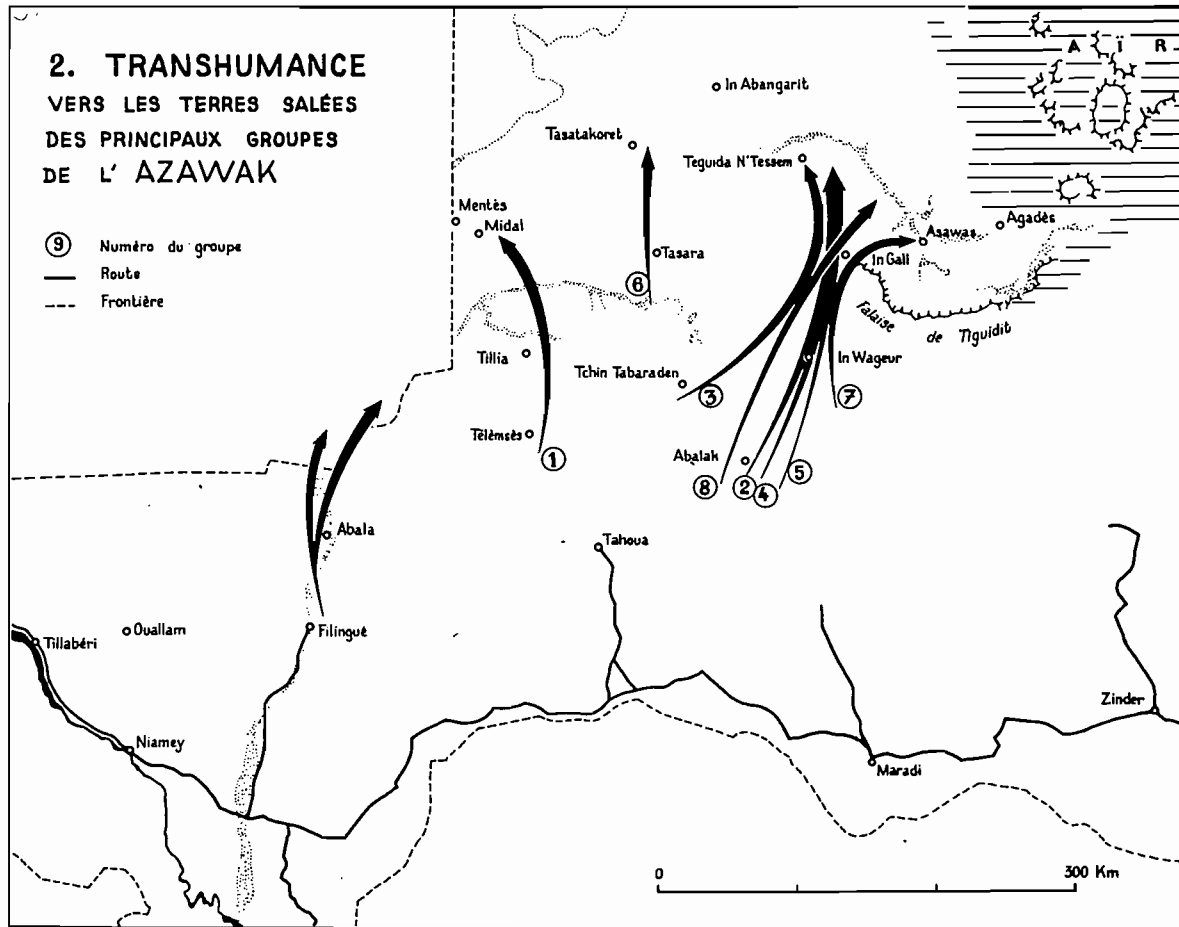 2. TRANSHUMANCE
VERS LES TERRES SALÉES
DES PRINCIPAUX GROUPES
DE L' AZAWAK
9 Numéro du groupe
Route
Frontière
A Ï R
In Abangarit
Tasatakoret
Teguida N'Tessem
Mentès
Midal
Agadès
Asawas
Tasara
In Gall
6
Falaise de Tiguidit
Tillia
Tchin Tabaraden
In Wageur
3
7
Télèmsès
1
Abalak
8
2
4
5
Abala
Tahoua
Filingué
Ouallam
Tillabéri
Zinder
Niamey
Maradi
0
300 Km